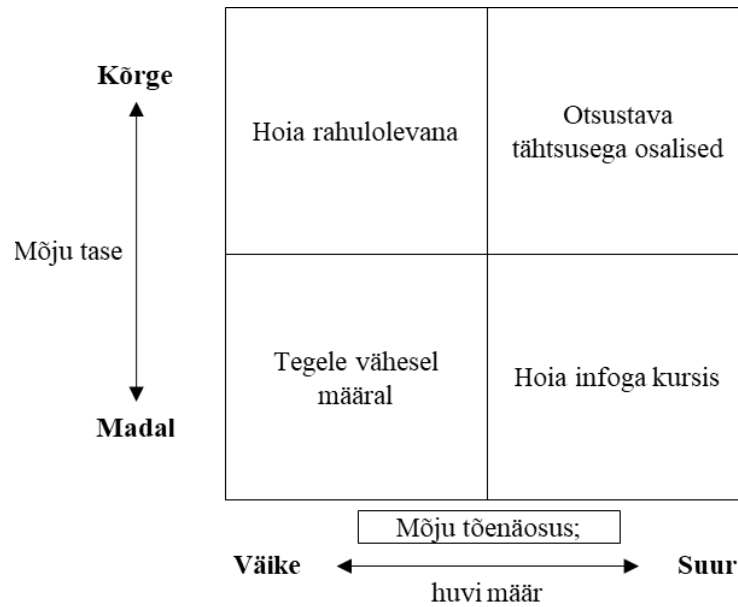 Kõrge
Hoia rahulolevana
Otsustava
tähtsusega osalised
Mõju tase
Tegele vähesel
määral
Hoia infoga kursis
Madal
Mõju tõenäosus;
Väike
Suur
huvi määr